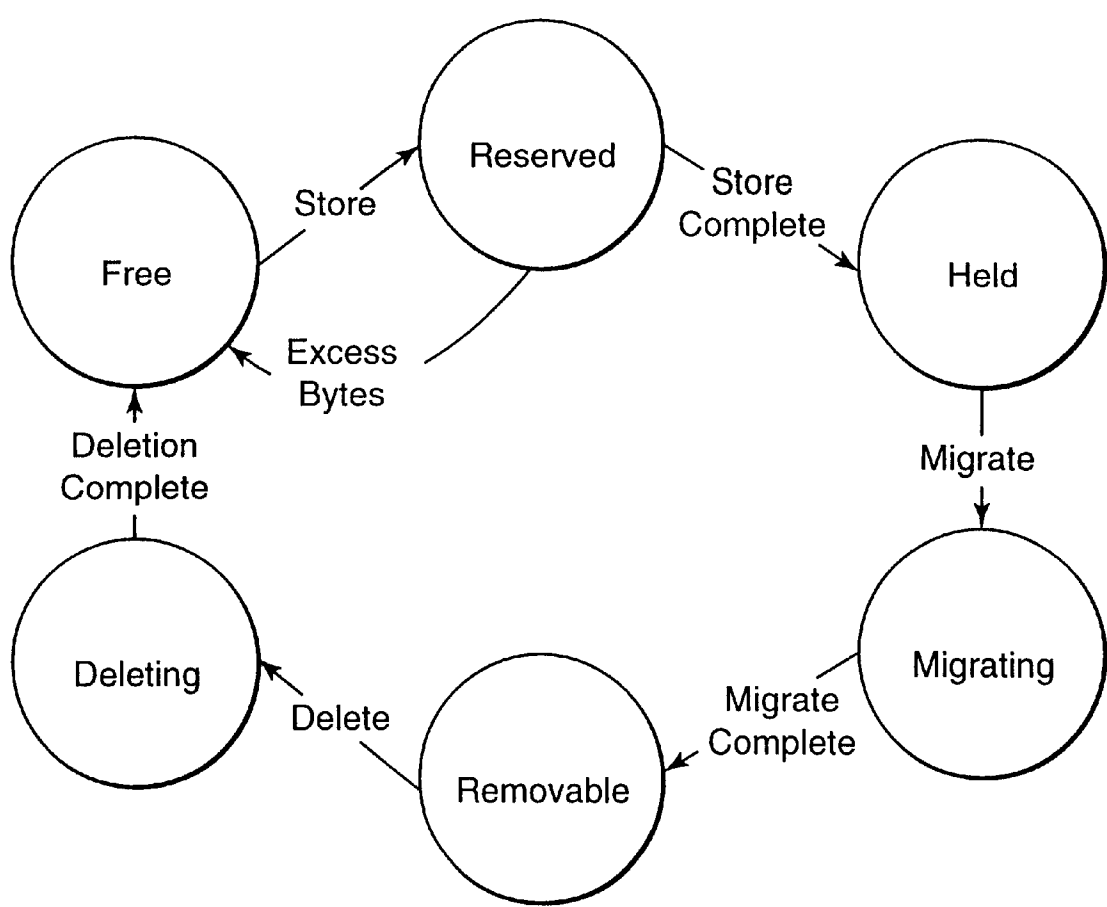 Reserved
Store
Complete
Store
Free
Held
Excess
Bytes
Deletion
Complete
Migrate
Deleting
Migrating
Migrate
Complete
Delete
Removable